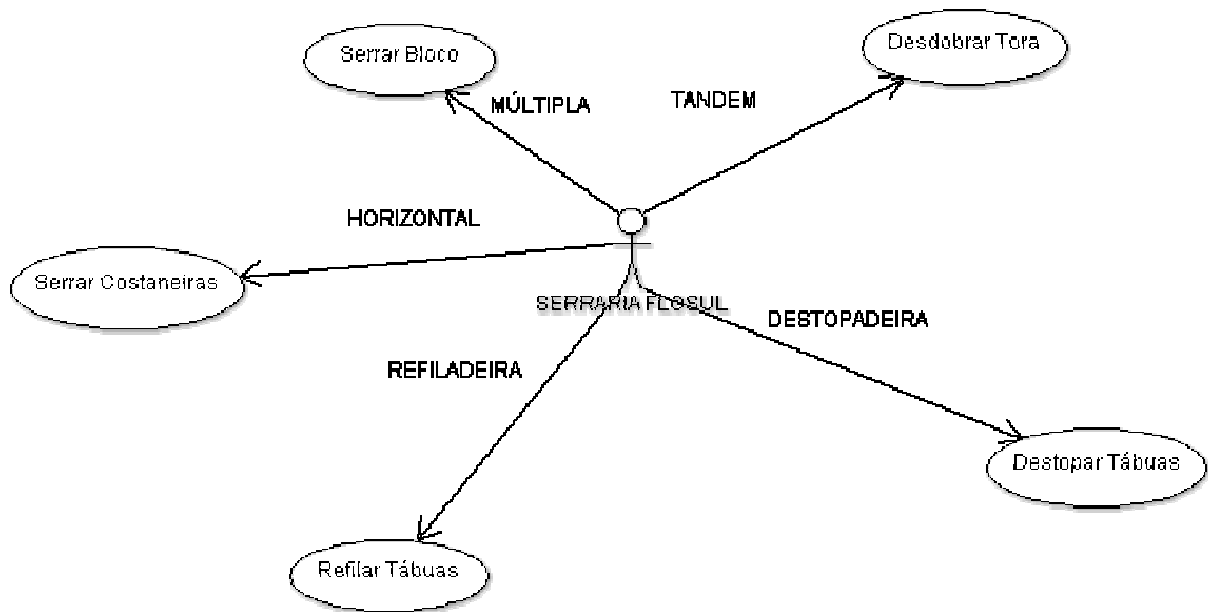 Desdobrar Tora
Serrar Bloco
MÚLTIPLA
TANDEM
HORIZONTAL
Serrar Costaneiras
SERRARIA FLOSUL
DESTOPADEIRA
REFILADEIRA
Destopar Tábuas
Refilar Tábuas